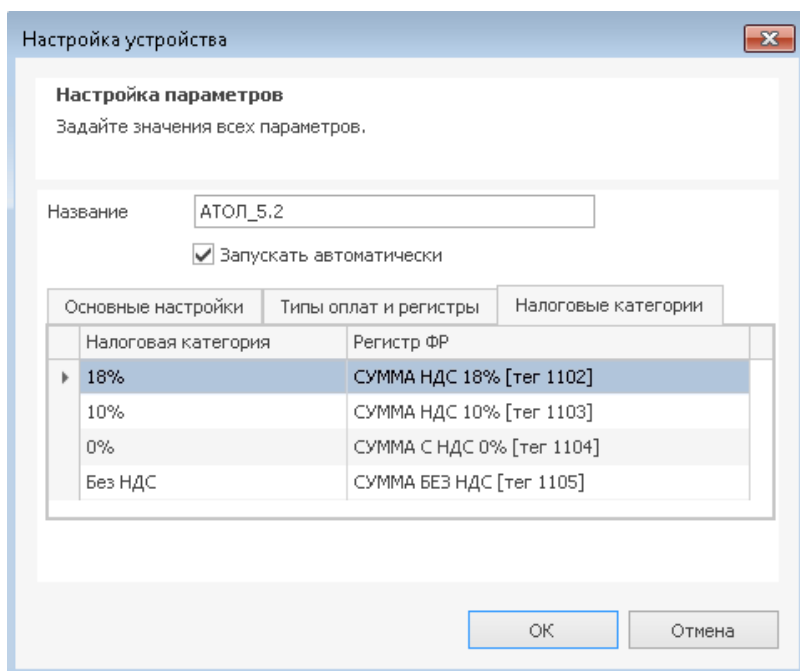 Настройка устройства
Настройка параметров
Задайте значения всех параметров.
Название АТОЛ_5.2
Запускать автоматически
Основные настройки Типы оплат и регистры Налоговые категории
Налоговая категория Регистр ФР
18% СУММА НДС 18% [тег 1102]
10% СУММА НДС 10% [тег 1103]
0% СУММА С НДС 0% [тег 1104]
Без НДС СУММА БЕЗ НДС [тег 1105]
ОК Отмена